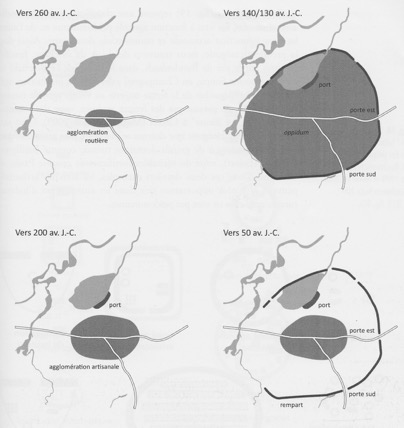 Vers 260 av. J.-C.
agglomération
routière
Vers 140/130 av. J.-C.
port
porte est
oppidum
porte sud
Vers 200 av. J.-C.
port
agglomération artisanale
Vers 50 av. J.-C.
port
porte est
porte sud
rempart